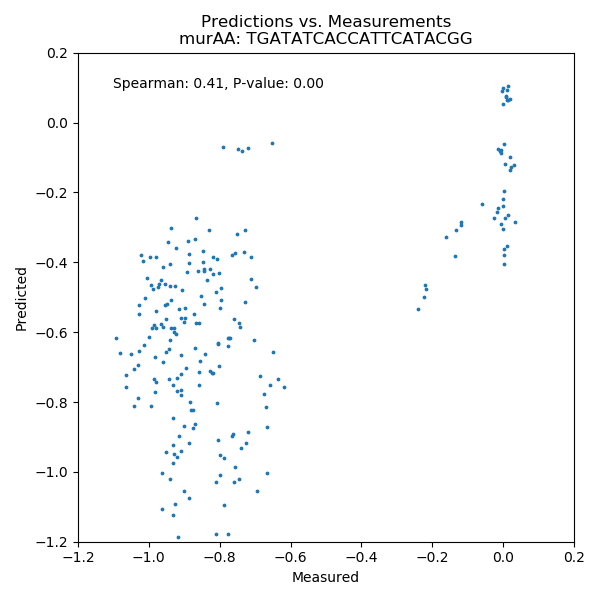 Predictions vs. Measurements
murAA: TGATATCACCATTCATACGG
Spearman: 0.41, P-value: 0.00
0.2
0.0
−0.2
−0.4
−0.6
−0.8
−1.0
−1.2
Predicted
−1.2 −1.0 −0.8 −0.6 −0.4 −0.2 0.0 0.2
Measured